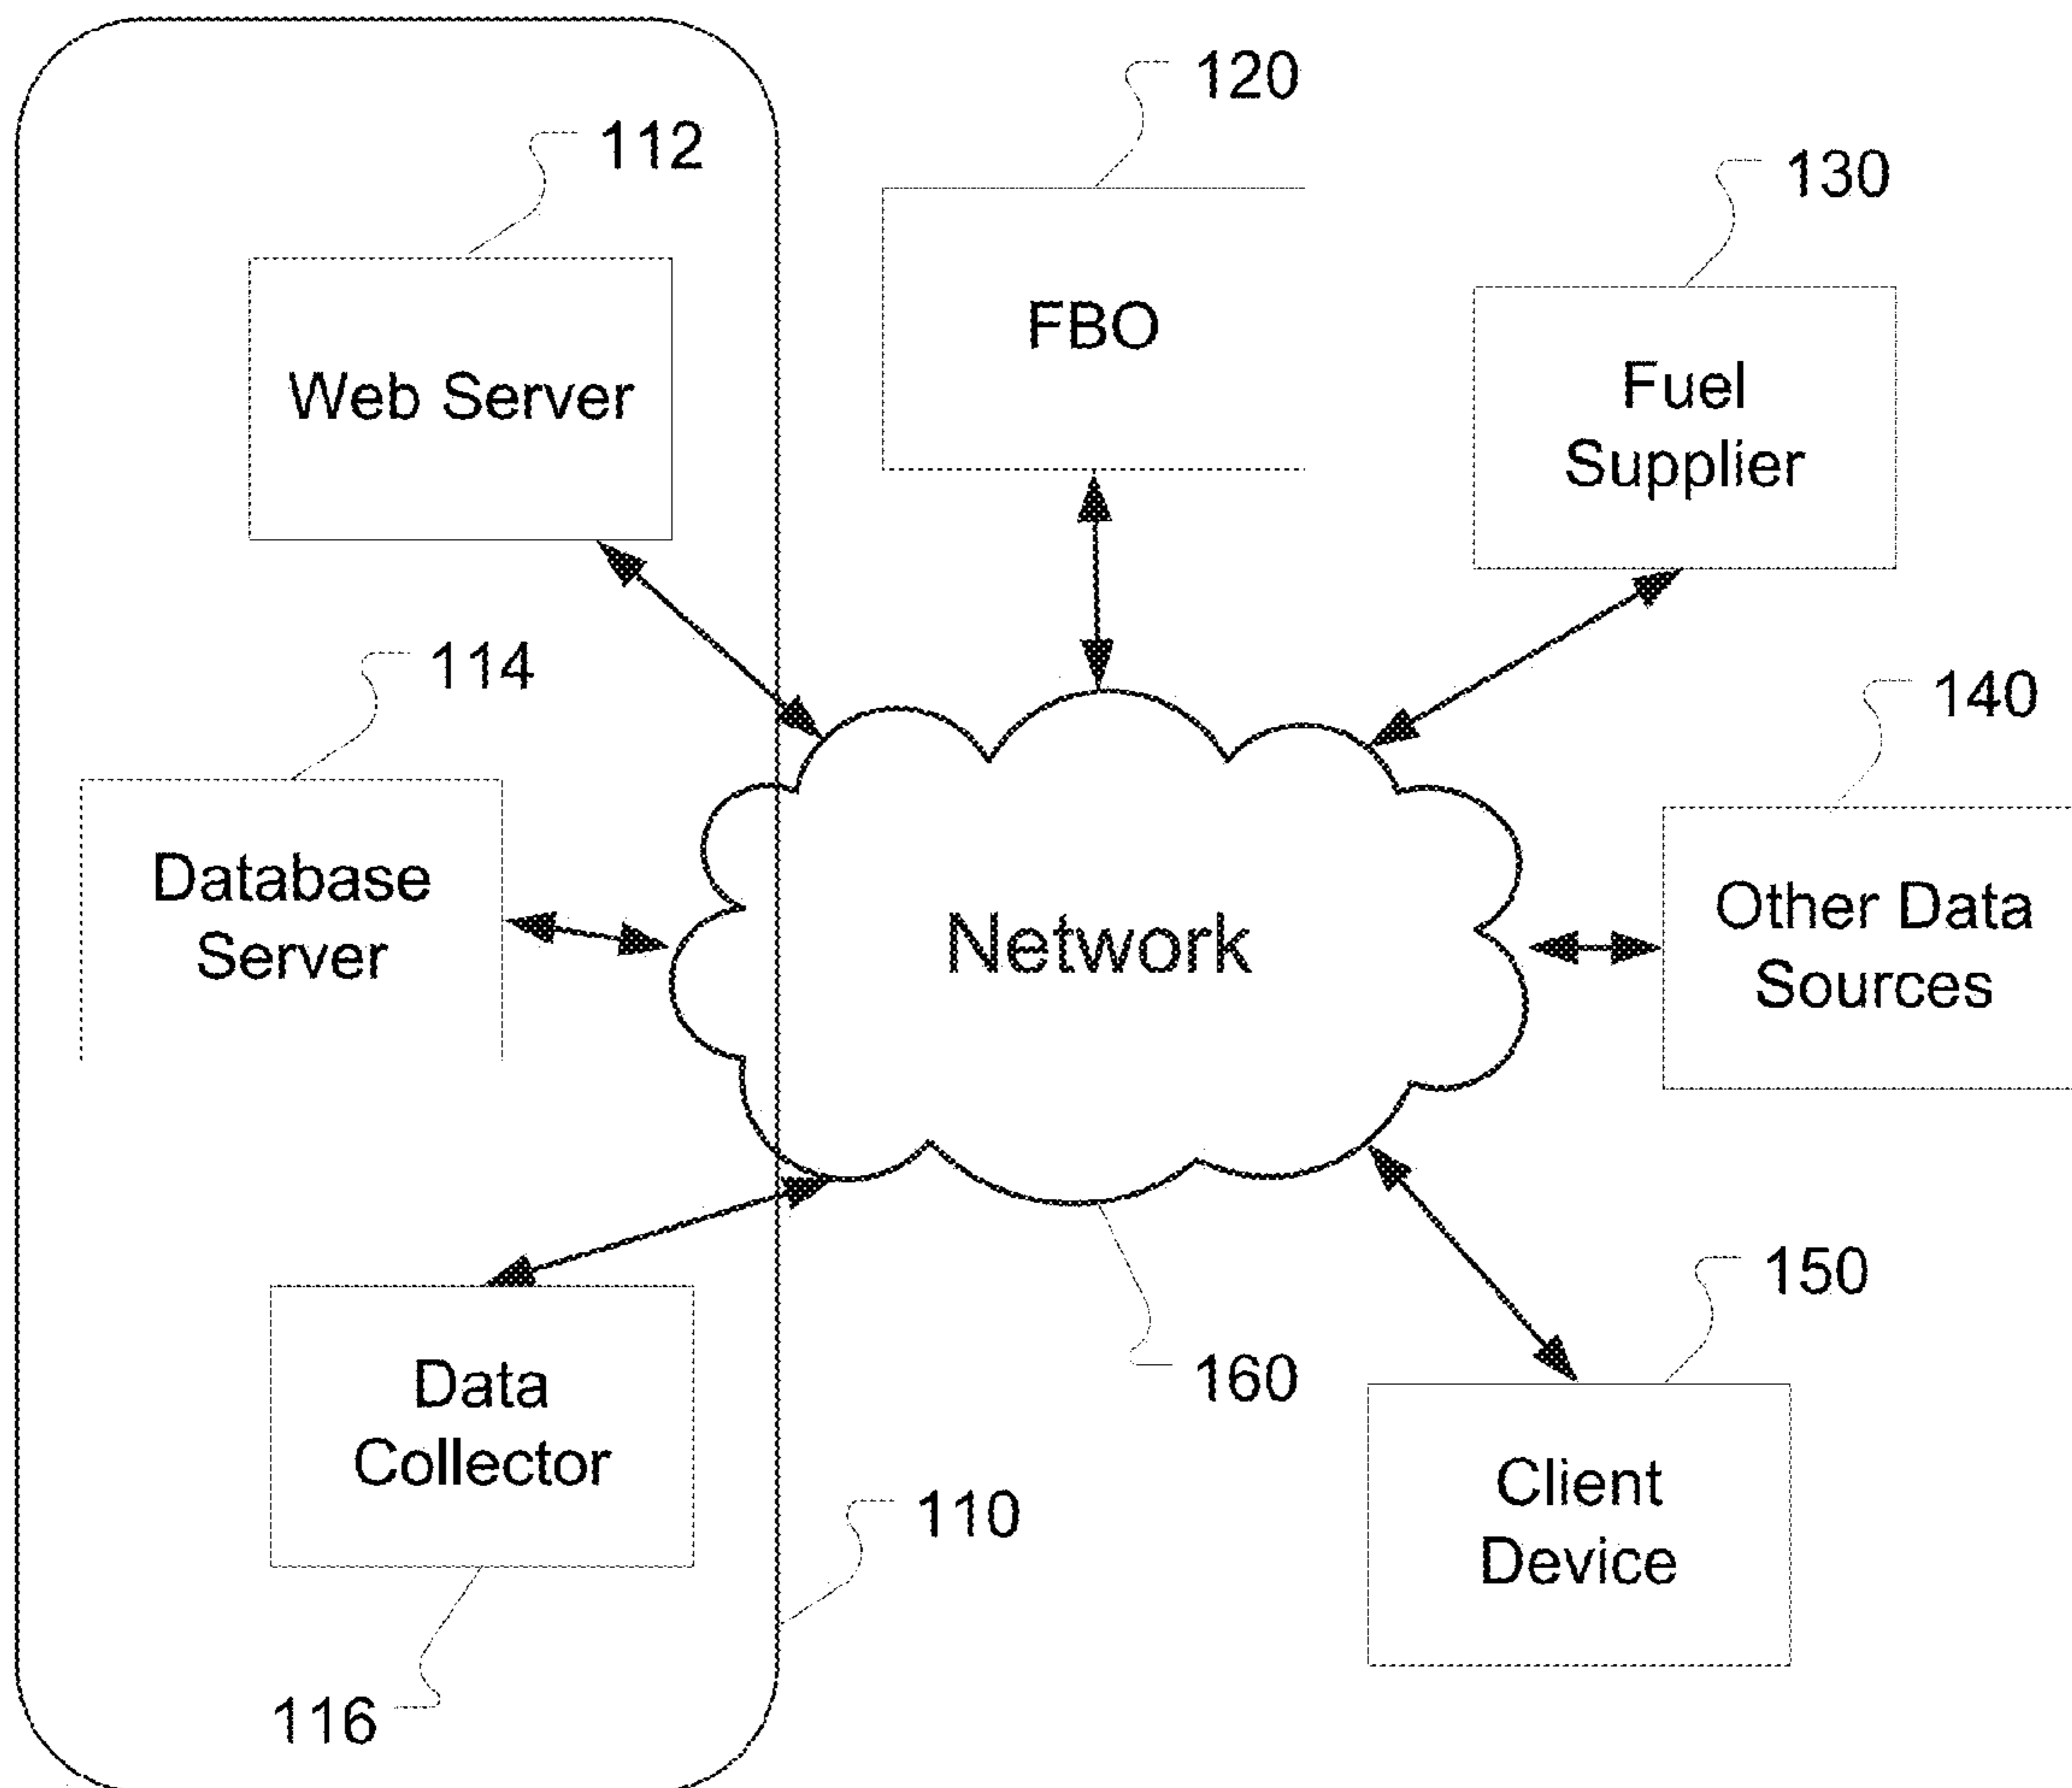 120
112
130
FBO
Web Server
Fuel
Supplier
114
140
Database
Server
Network
Other Data
Sources
150
160
Data
Collector
Client
Device
110
116